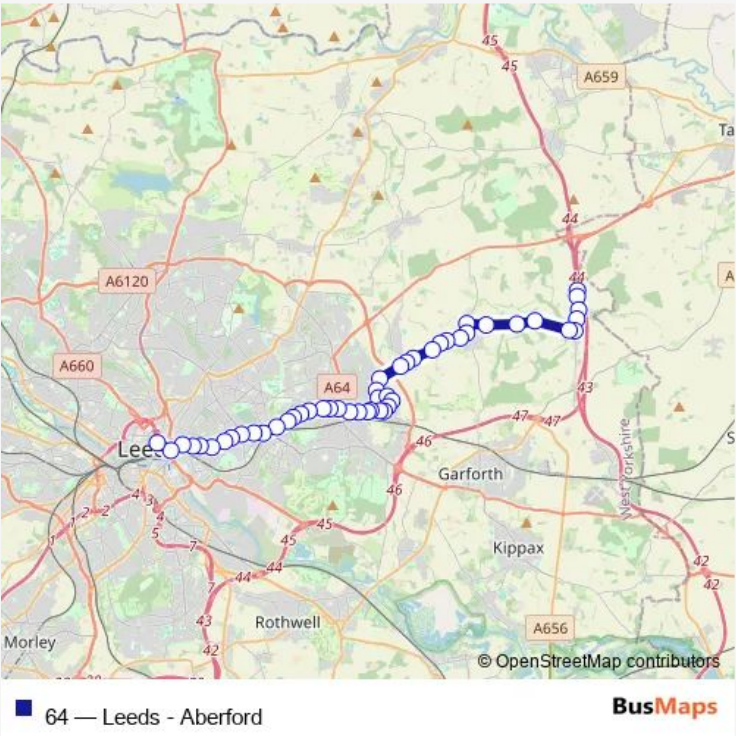 45
45
A659
Ta
44
44
A6120
A
A660
A64
43
47
47
Leeds
46
S
West Yorkshire
Garforth
46
4
3
2
2
1
1
4
5
45
45
Kippax
7
44
44
7
42
42
43
Rothwell
A656
Morley
42
© OpenStreetMap contributors
64 — Leeds - Aberford
BusMaps